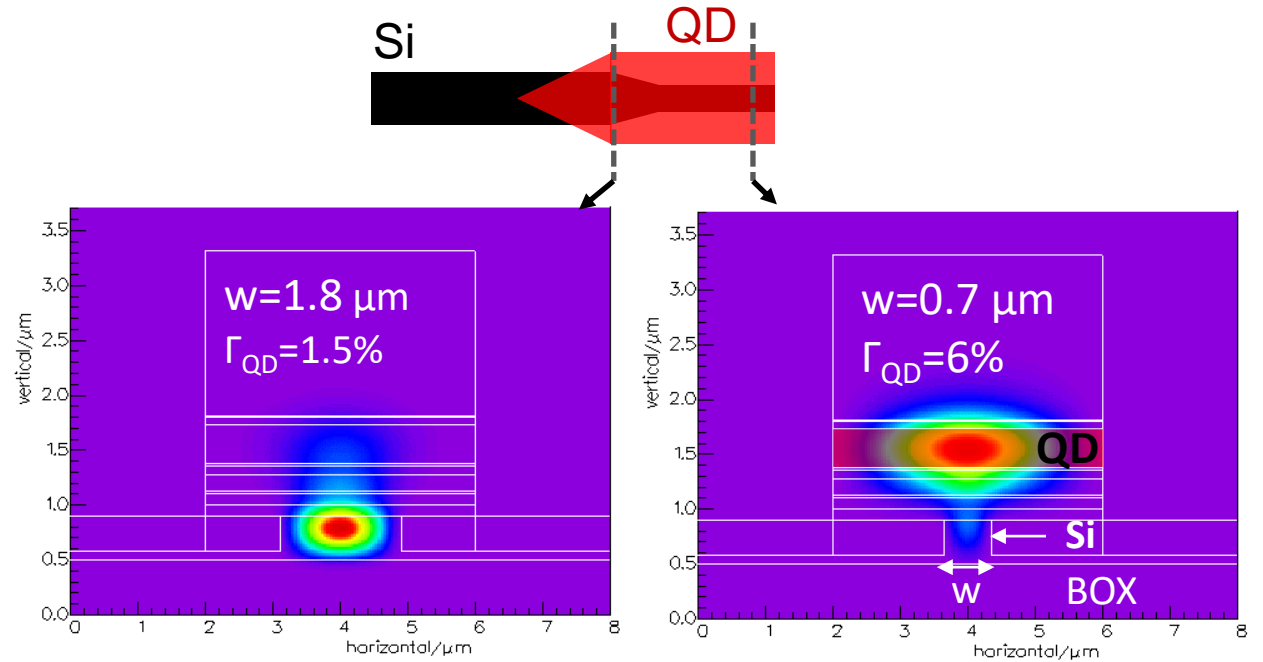 Si
QD
w=1.8 μm
Γ_QD=1.5%
vertical/μm
3.5
3.0
2.5
2.0
1.5
1.0
0.5
0.0
0 1 2 3 4 5 6 7 8
horizontal/μm
w=0.7 μm
Γ_QD=6%
QD
Si
w
BOX
vertical/μm
3.5
3.0
2.5
2.0
1.5
1.0
0.5
0.0
0 1 2 3 4 5 6 7 8
horizontal/μm